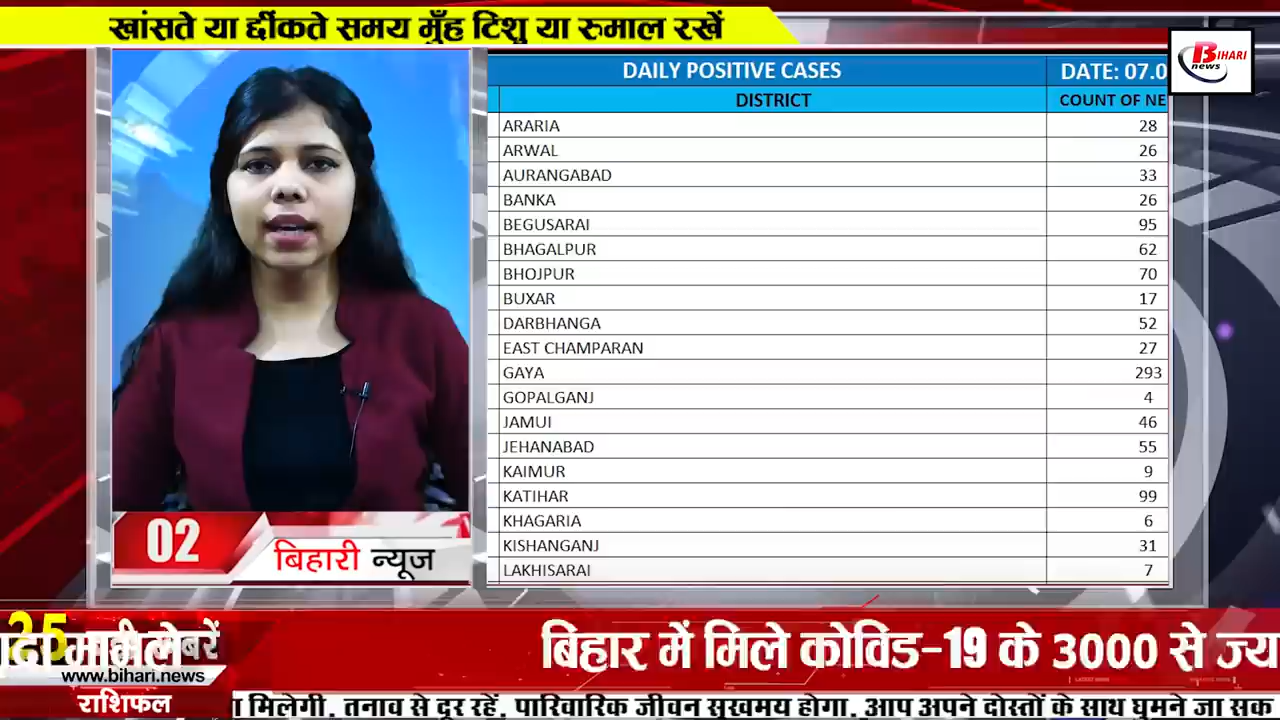 खांसते या छींकते समय मुँह टिशु या रुमाल रखें
BIHARI
news
DAILY POSITIVE CASES DATE: 07.0
DISTRICT COUNT OF NE
ARARIA 28
ARWAL 26
AURANGABAD 33
BANKA 26
BEGUSARAI 95
BHAGALPUR 62
BHOJPUR 70
BUXAR 17
DARBHANGA 52
EAST CHAMPARAN 27
GAYA 293
GOPALGANJ 4
JAMUI 46
JEHANABAD 55
KAIMUR 9
KATIHAR 99
KHAGARIA 6
KISHANGANJ 31
LAKHISARAI 7
02
बिहारी न्यूज
25
बिहार में मिले कोविड-19 के 3000 से ज्य
www.bihari.news
राशिफल
मिलेगी. तनाव से दूर रहें. पारिवारिक जीवन सुखमय होगा. आप अपने दोस्तों के साथ घुमने जा सक